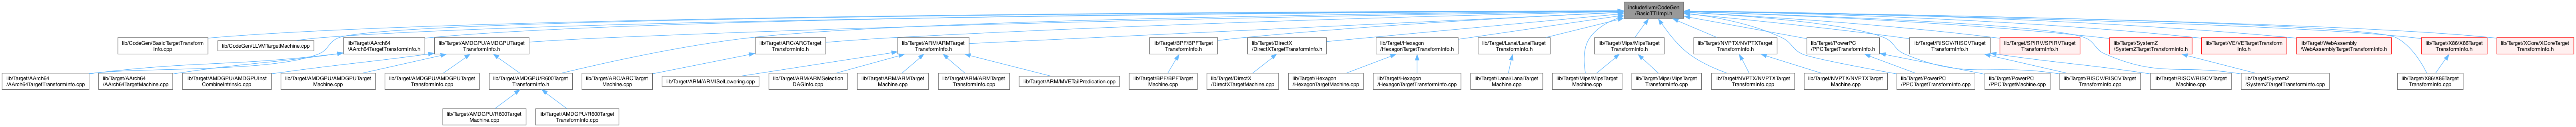 include/llvm/CodeGen
/BasicTTIImpl.h
lib/CodeGen/BasicTargetTransform
Info.cpp
lib/CodeGen/LLVMTargetMachine.cpp
lib/Target/AArch64
/AArch64TargetTransformInfo.h
lib/Target/AMDGPU/AMDGPUTarget
TransformInfo.h
lib/Target/ARC/ARCTarget
TransformInfo.h
lib/Target/ARM/ARMTarget
TransformInfo.h
lib/Target/BPF/BPFTarget
TransformInfo.h
lib/Target/DirectX
/DirectXTargetTransformInfo.h
lib/Target/Hexagon
/HexagonTargetTransformInfo.h
lib/Target/Lanai/LanaiTarget
TransformInfo.h
lib/Target/Mips/MipsTarget
TransformInfo.h
lib/Target/NVPTX/NVPTXTarget
TransformInfo.h
lib/Target/PowerPC
/PPCTargetTransformInfo.h
lib/Target/RISCV/RISCVTarget
TransformInfo.h
lib/Target/SPIRV/SPIRVTarget
TransformInfo.h
lib/Target/SystemZ
/SystemZTargetTransformInfo.h
lib/Target/VE/VETargetTransform
Info.h
lib/Target/WebAssembly
/WebAssemblyTargetTransformInfo.h
lib/Target/X86/X86Target
TransformInfo.h
lib/Target/XCore/XCoreTarget
TransformInfo.h
lib/Target/AArch64
/AArch64TargetTransformInfo.cpp
lib/Target/AArch64
/AArch64TargetMachine.cpp
lib/Target/AMDGPU/AMDGPUInst
CombineIntrinsic.cpp
lib/Target/AMDGPU/AMDGPUTarget
Machine.cpp
lib/Target/AMDGPU/AMDGPUTarget
TransformInfo.cpp
lib/Target/AMDGPU/R600Target
TransformInfo.h
lib/Target/ARC/ARCTarget
Machine.cpp
lib/Target/ARM/ARMISelLowering.cpp
lib/Target/ARM/ARMSelection
DAGInfo.cpp
lib/Target/ARM/ARMTarget
Machine.cpp
lib/Target/ARM/ARMTarget
TransformInfo.cpp
lib/Target/ARM/MVETailPredication.cpp
lib/Target/BPF/BPFTarget
Machine.cpp
lib/Target/DirectX
/DirectXTargetMachine.cpp
lib/Target/Hexagon
/HexagonTargetMachine.cpp
lib/Target/Hexagon
/HexagonTargetTransformInfo.cpp
lib/Target/Lanai/LanaiTarget
Machine.cpp
lib/Target/Mips/MipsTarget
Machine.cpp
lib/Target/Mips/MipsTarget
TransformInfo.cpp
lib/Target/NVPTX/NVPTXTarget
TransformInfo.cpp
lib/Target/NVPTX/NVPTXTarget
Machine.cpp
lib/Target/PowerPC
/PPCTargetTransformInfo.cpp
lib/Target/PowerPC
/PPCTargetMachine.cpp
lib/Target/RISCV/RISCVTarget
TransformInfo.cpp
lib/Target/RISCV/RISCVTarget
Machine.cpp
lib/Target/SystemZ
/SystemZTargetTransformInfo.cpp
lib/Target/X86/X86Target
TransformInfo.cpp
lib/Target/AMDGPU/R600Target
Machine.cpp
lib/Target/AMDGPU/R600Target
TransformInfo.cpp